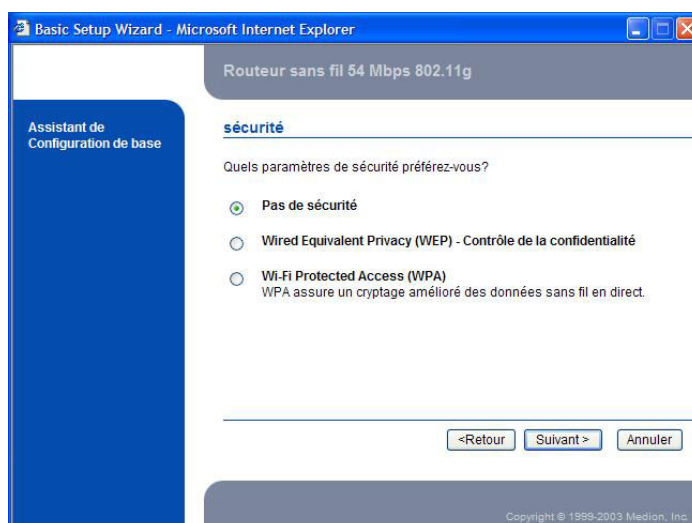 Basic Setup Wizard - Microsoft Internet Explorer
Routeur sans fil 54 Mbps 802.11g
Assistant de
Configuration de base
sécurité
Quels paramètres de sécurité préférez-vous?
Pas de sécurité
Wired Equivalent Privacy (WEP) - Contrôle de la confidentialité
Wi-Fi Protected Access (WPA)
WPA assure un cryptage amélioré des données sans fil en direct.
<Retour
Suivant >
Annuler
Copyright © 1999-2003 Medion, Inc.